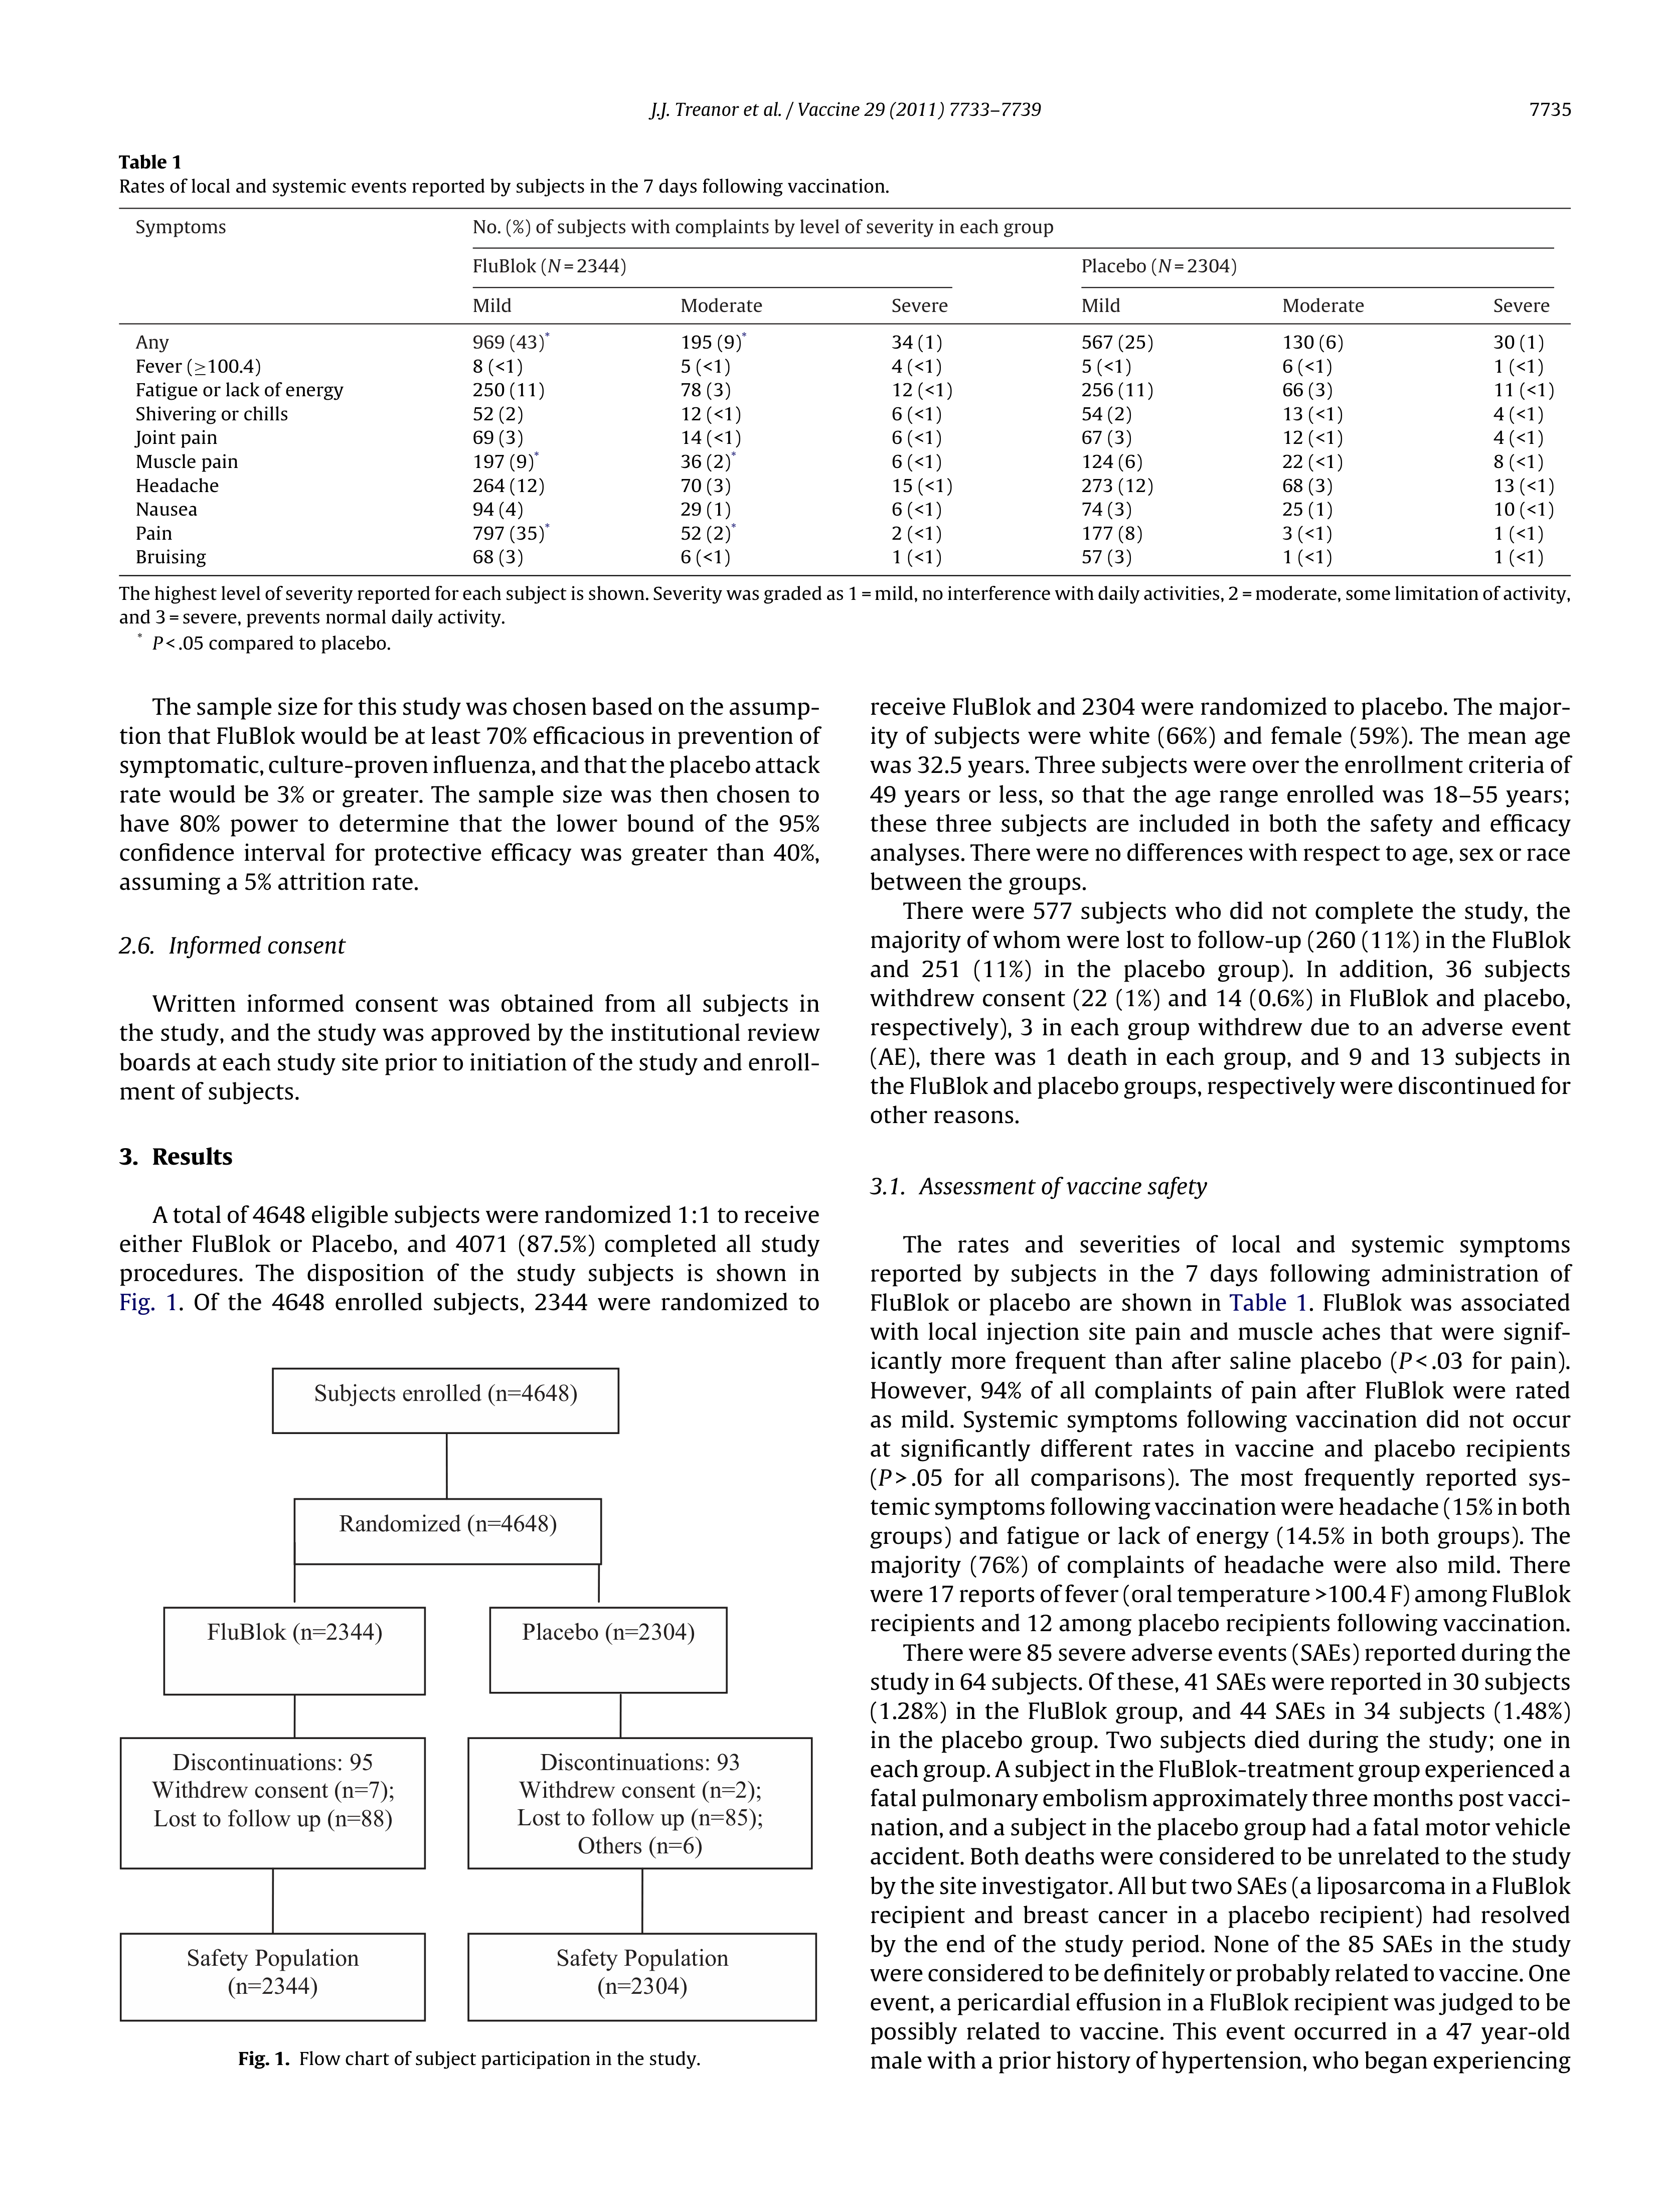 J.J. Treanor et al. / Vaccine 29 (2011) 7733–7739
7735
Table 1
Rates of local and systemic events reported by subjects in the 7 days following vaccination.
Symptoms No. (%) of subjects with complaints by level of severity in each group
FluBlok (N = 2344) Placebo (N = 2304)
Mild Moderate Severe Mild Moderate Severe
Any 969 (43)* 195 (9)* 34 (1) 567 (25) 130 (6) 30 (1)
Fever (≥100.4) 8 (<1) 5 (<1) 4 (<1) 5 (<1) 6 (<1) 1 (<1)
Fatigue or lack of energy 250 (11) 78 (3) 12 (<1) 256 (11) 66 (3) 11 (<1)
Shivering or chills 52 (2) 12 (<1) 6 (<1) 54 (2) 13 (<1) 4 (<1)
Joint pain 69 (3) 14 (<1) 6 (<1) 67 (3) 12 (<1) 4 (<1)
Muscle pain 197 (9)* 36 (2)* 6 (<1) 124 (6) 22 (<1) 8 (<1)
Headache 264 (12) 70 (3) 15 (<1) 273 (12) 68 (3) 13 (<1)
Nausea 94 (4) 29 (1) 6 (<1) 74 (3) 25 (1) 10 (<1)
Pain 797 (35)* 52 (2)* 2 (<1) 177 (8) 3 (<1) 1 (<1)
Bruising 68 (3) 6 (<1) 1 (<1) 57 (3) 1 (<1) 1 (<1)
The highest level of severity reported for each subject is shown. Severity was graded as 1 = mild, no interference with daily activities, 2 = moderate, some limitation of activity,
and 3 = severe, prevents normal daily activity.
* P < .05 compared to placebo.
The sample size for this study was chosen based on the assump-
tion that FluBlok would be at least 70% efficacious in prevention of
symptomatic, culture-proven influenza, and that the placebo attack
rate would be 3% or greater. The sample size was then chosen to
have 80% power to determine that the lower bound of the 95%
confidence interval for protective efficacy was greater than 40%,
assuming a 5% attrition rate.
2.6. Informed consent
Written informed consent was obtained from all subjects in
the study, and the study was approved by the institutional review
boards at each study site prior to initiation of the study and enroll-
ment of subjects.
3. Results
A total of 4648 eligible subjects were randomized 1:1 to receive
either FluBlok or Placebo, and 4071 (87.5%) completed all study
procedures. The disposition of the study subjects is shown in
Fig. 1. Of the 4648 enrolled subjects, 2344 were randomized to
Subjects enrolled (n=4648)
Randomized (n=4648)
FluBlok (n=2344)
Placebo (n=2304)
Discontinuations: 95
Withdrew consent (n=7);
Lost to follow up (n=88)
Discontinuations: 93
Withdrew consent (n=2);
Lost to follow up (n=85);
Others (n=6)
Safety Population
(n=2344)
Safety Population
(n=2304)
Fig. 1. Flow chart of subject participation in the study.
receive FluBlok and 2304 were randomized to placebo. The major-
ity of subjects were white (66%) and female (59%). The mean age
was 32.5 years. Three subjects were over the enrollment criteria of
49 years or less, so that the age range enrolled was 18–55 years;
these three subjects are included in both the safety and efficacy
analyses. There were no differences with respect to age, sex or race
between the groups.
There were 577 subjects who did not complete the study, the
majority of whom were lost to follow-up (260 (11%) in the FluBlok
and 251 (11%) in the placebo group). In addition, 36 subjects
withdrew consent (22 (1%) and 14 (0.6%) in FluBlok and placebo,
respectively), 3 in each group withdrew due to an adverse event
(AE), there was 1 death in each group, and 9 and 13 subjects in
the FluBlok and placebo groups, respectively were discontinued for
other reasons.
3.1. Assessment of vaccine safety
The rates and severities of local and systemic symptoms
reported by subjects in the 7 days following administration of
FluBlok or placebo are shown in Table 1. FluBlok was associated
with local injection site pain and muscle aches that were signif-
icantly more frequent than after saline placebo (P < .03 for pain).
However, 94% of all complaints of pain after FluBlok were rated
as mild. Systemic symptoms following vaccination did not occur
at significantly different rates in vaccine and placebo recipients
(P > .05 for all comparisons). The most frequently reported sys-
temic symptoms following vaccination were headache (15% in both
groups) and fatigue or lack of energy (14.5% in both groups). The
majority (76%) of complaints of headache were also mild. There
were 17 reports of fever (oral temperature >100.4 F) among FluBlok
recipients and 12 among placebo recipients following vaccination.
There were 85 severe adverse events (SAEs) reported during the
study in 64 subjects. Of these, 41 SAEs were reported in 30 subjects
(1.28%) in the FluBlok group, and 44 SAEs in 34 subjects (1.48%)
in the placebo group. Two subjects died during the study; one in
each group. A subject in the FluBlok-treatment group experienced a
fatal pulmonary embolism approximately three months post vacci-
nation, and a subject in the placebo group had a fatal motor vehicle
accident. Both deaths were considered to be unrelated to the study
by the site investigator. All but two SAEs (a liposarcoma in a FluBlok
recipient and breast cancer in a placebo recipient) had resolved
by the end of the study period. None of the 85 SAEs in the study
were considered to be definitely or probably related to vaccine. One
event, a pericardial effusion in a FluBlok recipient was judged to be
possibly related to vaccine. This event occurred in a 47 year-old
male with a prior history of hypertension, who began experiencing